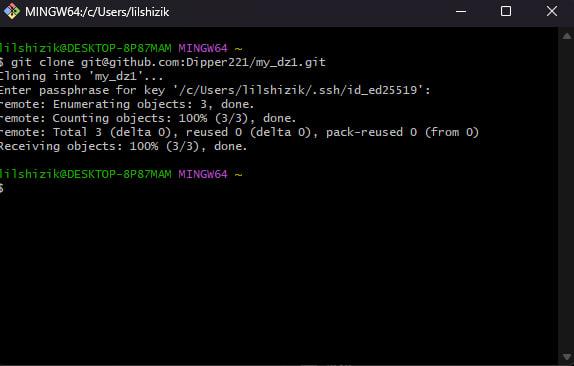 MINGW64:/c/Users/lilshizik
lilshizik@DESKTOP-8P87MAM MINGW64 ~
$ git clone git@github.com:Dipper221/my_dz1.git
Cloning into 'my_dz1'...
Enter passphrase for key '/c/Users/lilshizik/.ssh/id_ed25519':
remote: Enumerating objects: 3, done.
remote: Counting objects: 100% (3/3), done.
remote: Total 3 (delta 0), reused 0 (delta 0), pack-reused 0 (from 0)
Receiving objects: 100% (3/3), done.
lilshizik@DESKTOP-8P87MAM MINGW64 ~
$